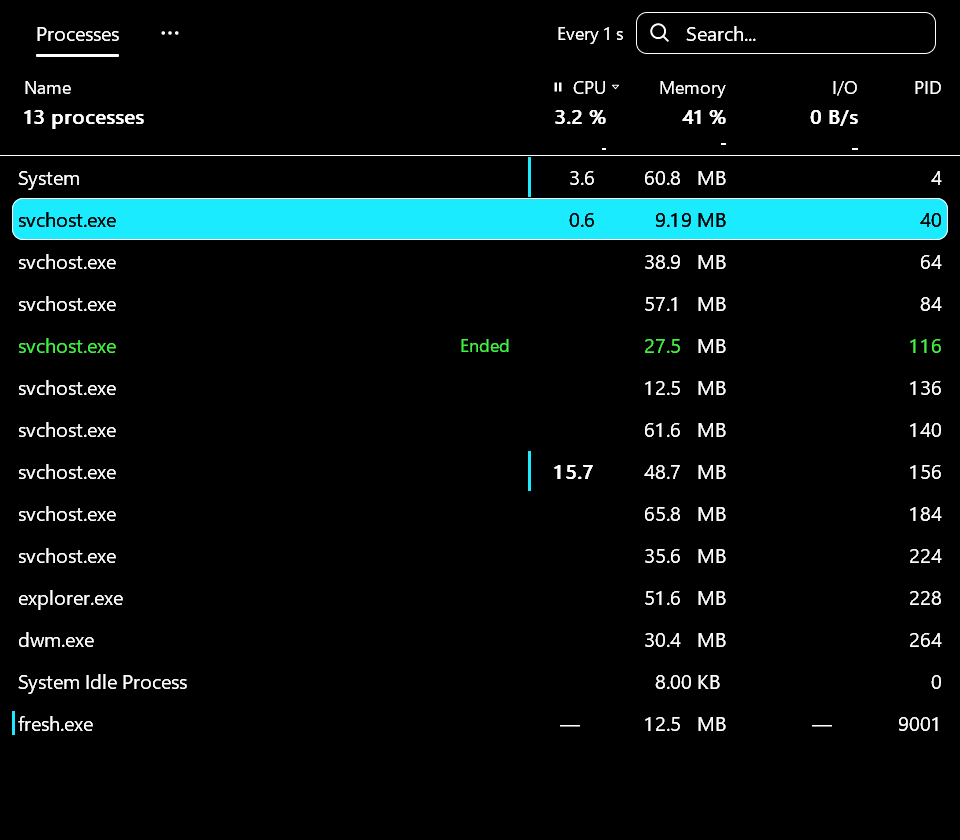 Processes ··· Every 1 s Search...
Name CPU Memory I/O PID
13 processes 3.2 % 41 % 0 B/s
- - -
System 3.6 60.8 MB 4
svchost.exe 0.6 9.19 MB 40
svchost.exe 38.9 MB 64
svchost.exe 57.1 MB 84
svchost.exe Ended 27.5 MB 116
svchost.exe 12.5 MB 136
svchost.exe 61.6 MB 140
svchost.exe 15.7 48.7 MB 156
svchost.exe 65.8 MB 184
svchost.exe 35.6 MB 224
explorer.exe 51.6 MB 228
dwm.exe 30.4 MB 264
System Idle Process 8.00 KB 0
fresh.exe — 12.5 MB — 9001